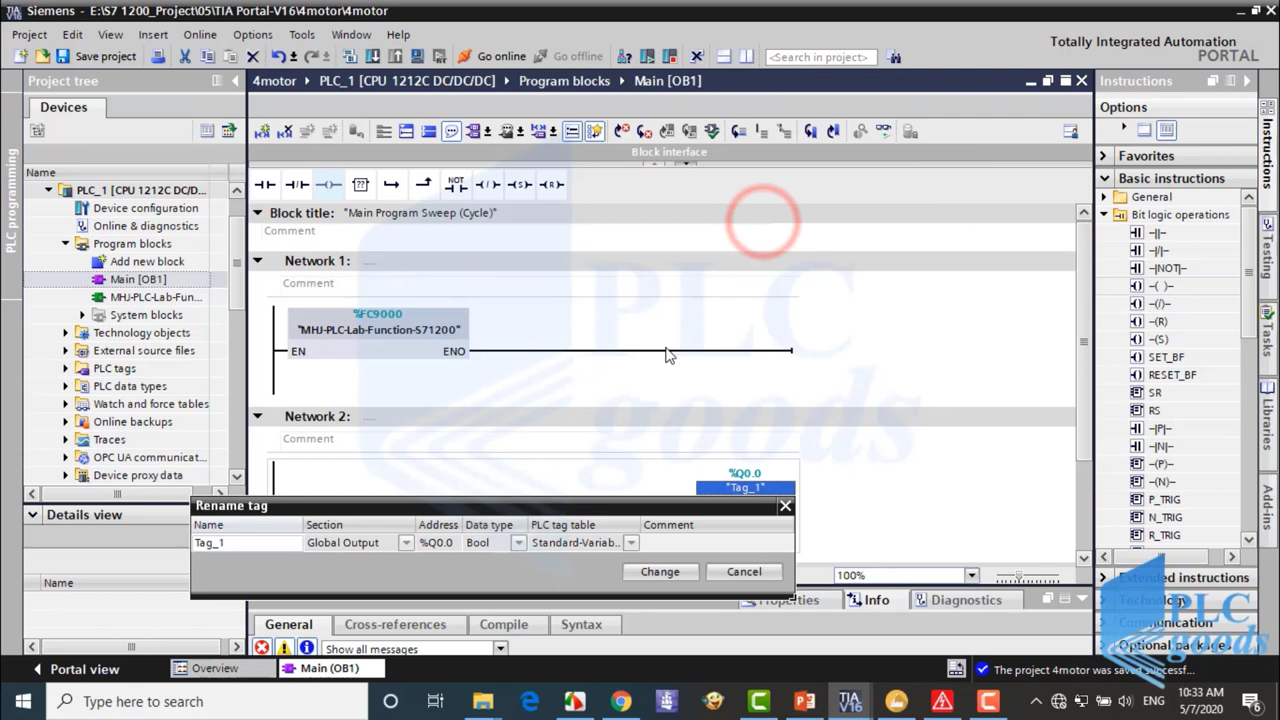 Siemens - E:\S7 1200_Project\05\TIA Portal-V16\4motor\4motor
Project Edit View Insert Online Options Tools Window Help
Totally Integrated Automation
PORTAL
Save project
Go online
Go offline
<Search in project>
Project tree
4motor PLC_1 [CPU 1212C DC/DC/DC] Program blocks Main [OB1]
Instructions
Devices
Options
PLC programming
Block interface
Name
PLC_1 [CPU 1212C DC/D...
Device configuration
Online & diagnostics
Program blocks
Add new block
Main [OB1]
MHJ-PLC-Lab-Fun...
System blocks
Technology objects
External source files
PLC tags
PLC data types
Watch and force tables
Online backups
Traces
OPC UA communicat...
Device proxy data
Details view
Name
NOT
Block title: "Main Program Sweep (Cycle)"
Comment
Network 1: .....
Comment
%FC9000
"MHJ-PLC-Lab-Function-S71200"
EN ENO
Network 2: .....
Comment
%Q0.0
"Tag_1"
Rename tag
Name Section Address Data type PLC tag table Comment
Tag_1 Global Output %Q0.0 Bool Standard-Variab..
Change Cancel
100%
Properties Info Diagnostics
General Cross-references Compile Syntax
Show all messages
Favorites
Basic instructions
General
Bit logic operations
-||-
-|/|-
-|NOT|-
-( )-
-(/)-
-(R)
-(S)
SET_BF
RESET_BF
SR
RS
-|P|-
-|N|-
-(P)-
-(N)-
P_TRIG
N_TRIG
R_TRIG
Extended instructions
Technology
Communication
Optional packages
Instructions
Testing
Tasks
Libraries
Add-ins
PLC
goods
PLC
goods
Portal view
Overview
Main (OB1)
The project 4motor was saved successf...
Type here to search
TIA
V16
ENG
10:33 AM
5/7/2020
6